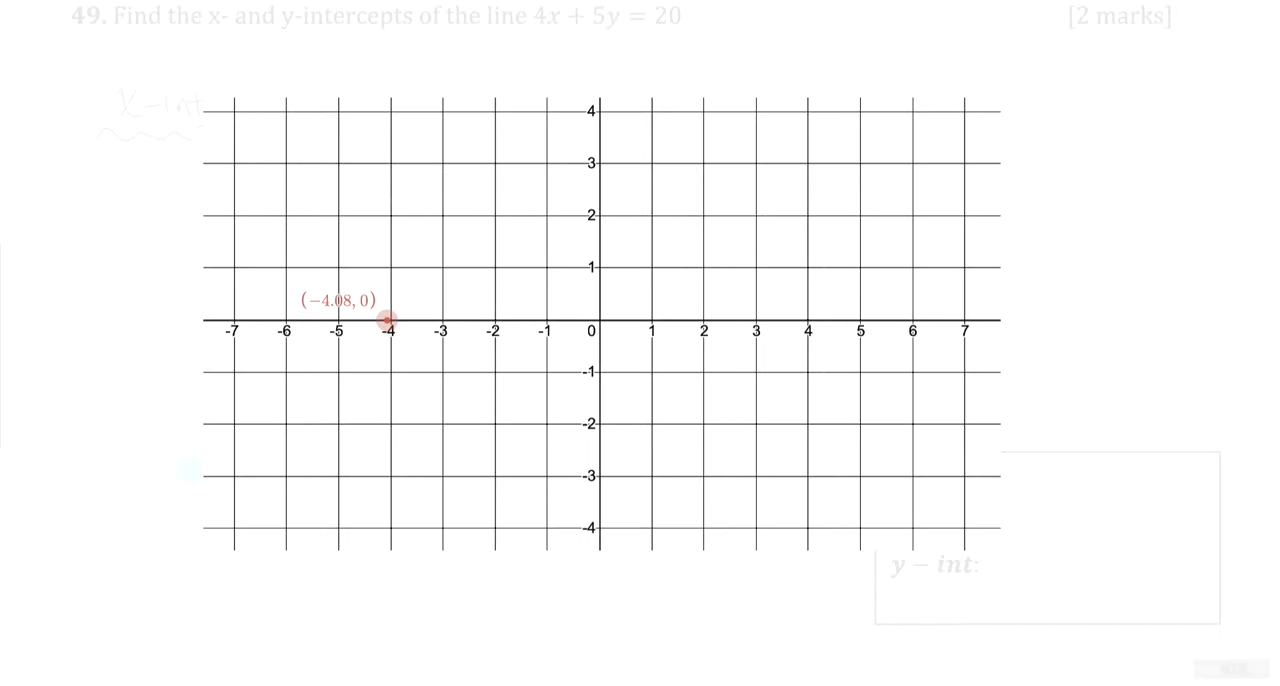 49. Find the x- and y-intercepts of the line 4x + 5y = 20 [2 marks]
x-int
4
3
2
1
(−4.08, 0)
-7 -6 -5 -4 -3 -2 -1 0 1 2 3 4 5 6 7
-1
-2
-3
-4
y − int: